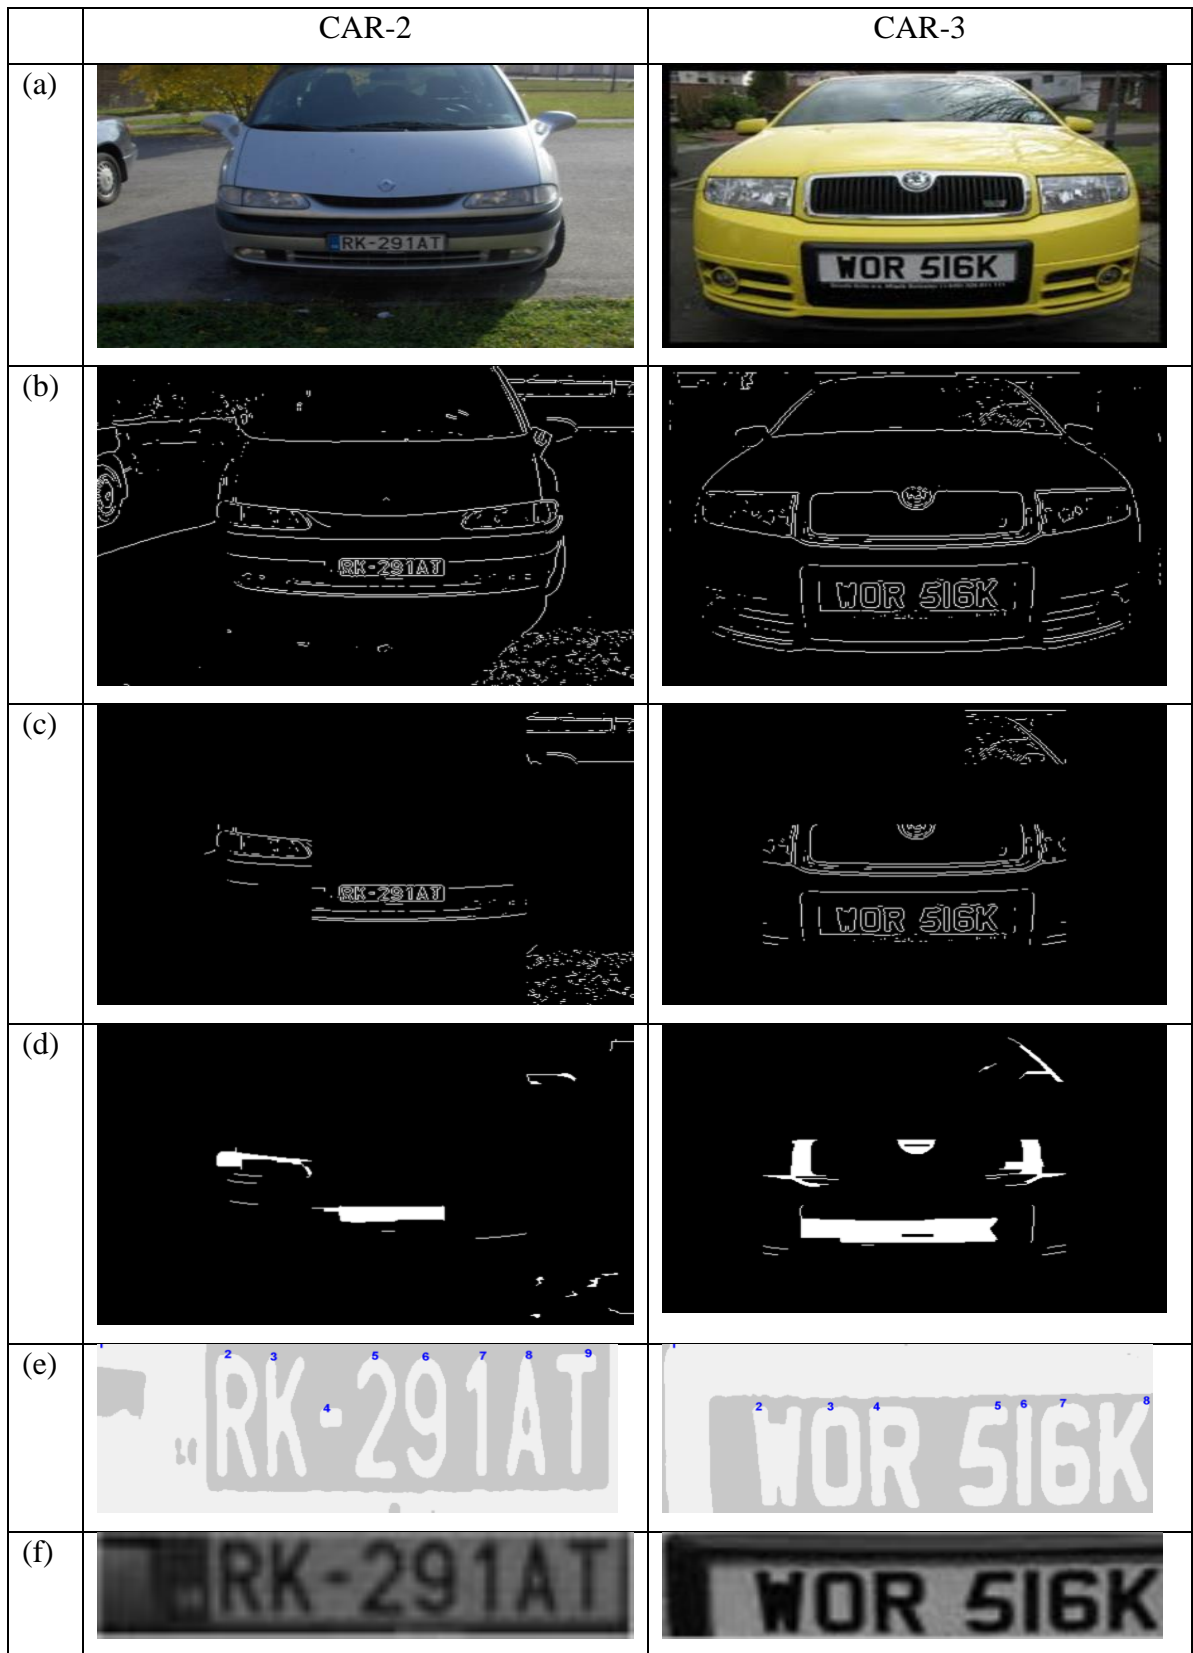 CAR-2 CAR-3
(a)
RK-291AT
WOR 516K
(b)
RK-291AT
WOR 516K
(c)
RK-291AT
WOR 516K
(d)
(e)
1 2 3 4 5 6 7 8 9
RK-291AT
1 2 3 4 5 6 7 8
WOR 516K
(f)
RK-291AT
WOR 516K